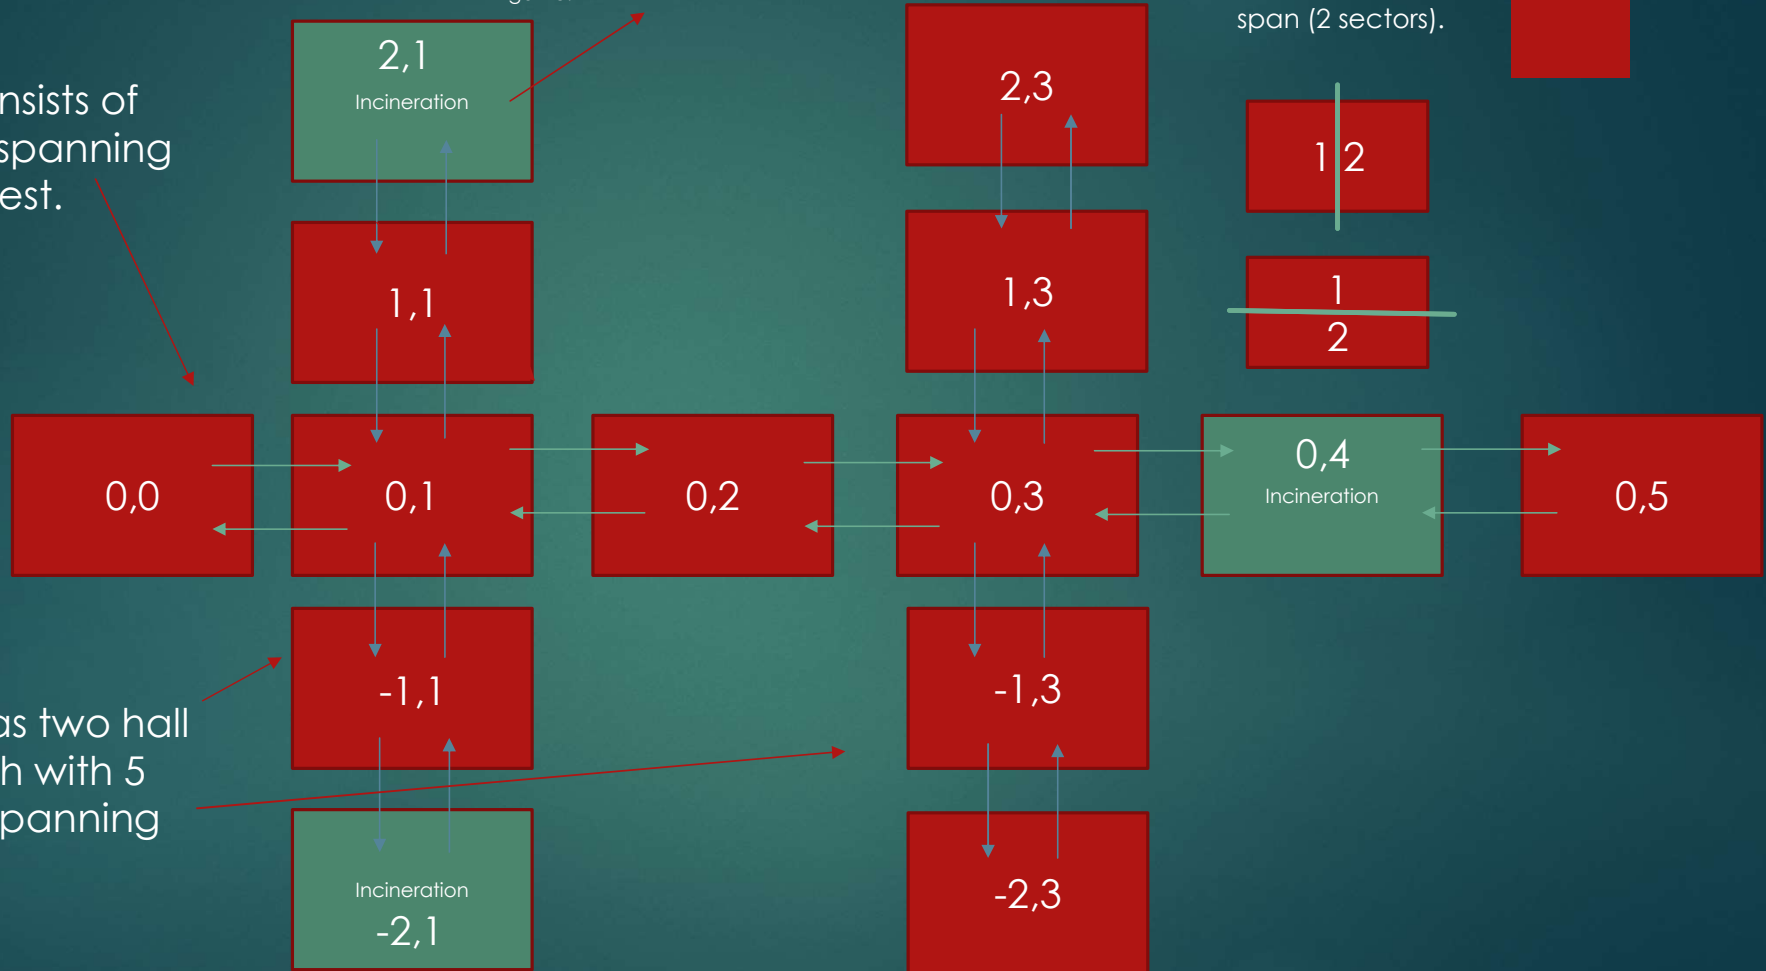 span (2 sectors).
2,1
Incineration
2,3
nsists of
spanning
est.
1 2
1,1
1,3
1
2
0,0
0,1
0,2
0,3
0,4
Incineration
0,5
-1,1
-1,3
as two hall
h with 5
panning
Incineration
-2,1
-2,3